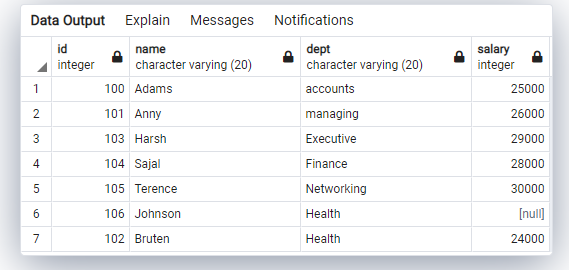 Data Output Explain Messages Notifications
id name dept salary
integer character varying (20) character varying (20) integer
1 100 Adams accounts 25000
2 101 Anny managing 26000
3 103 Harsh Executive 29000
4 104 Sajal Finance 28000
5 105 Terence Networking 30000
6 106 Johnson Health [null]
7 102 Bruten Health 24000